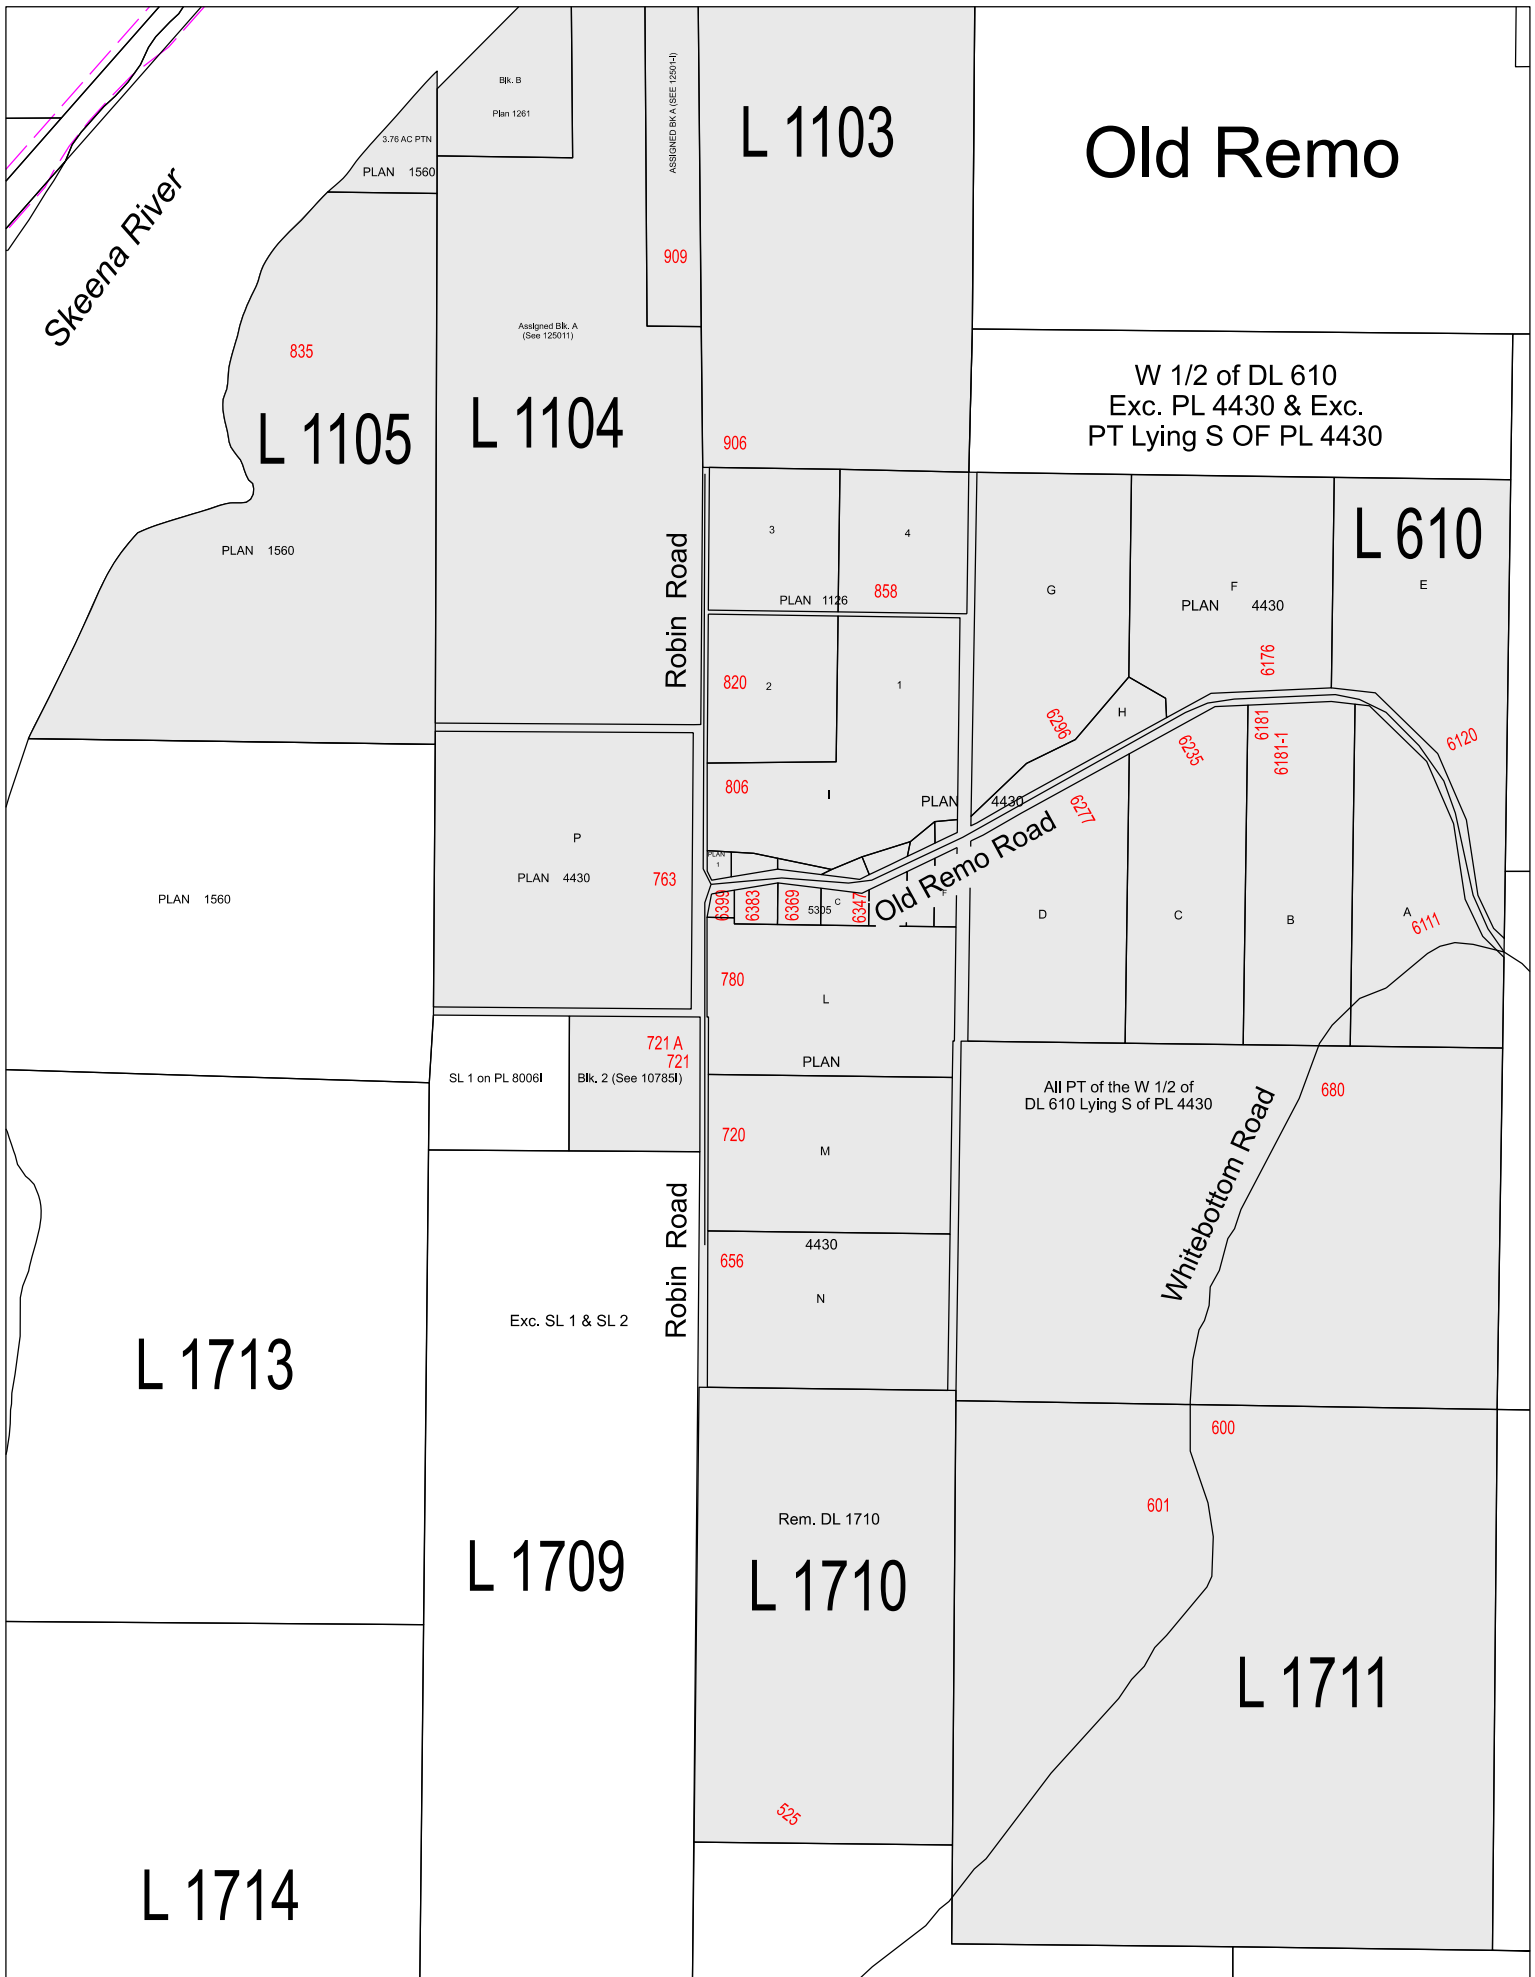 Old Remo
Skeena River
Blk. B
Plan 1261
3.76 AC PTN
PLAN 1560
ASSIGNED BK A (SEE 12501-I)
909
L 1103
835
L 1105
PLAN 1560
Assigned Blk. A
(See 125011)
L 1104
906
W 1/2 of DL 610
Exc. PL 4430 & Exc.
PT Lying S OF PL 4430
Robin Road
3
4
858
PLAN 1126
820
2
1
806
I
PLAN 4430
L 610
G
F
PLAN 4430
E
6176
6296
H
6235
6181
6181-1
6120
6277
Old Remo Road
P
PLAN 4430
763
PLAN 1560
PLAN
1
6399
6383
6369
5305
C
6347
F
D
C
B
A
6111
780
L
PLAN
721 A
721
SL 1 on PL 8006I
Blk. 2 (See 10785I)
All PT of the W 1/2 of
DL 610 Lying S of PL 4430
680
720
M
Whitebottom Road
Robin Road
4430
656
N
Exc. SL 1 & SL 2
L 1713
600
601
Rem. DL 1710
L 1709
L 1710
L 1711
525
L 1714